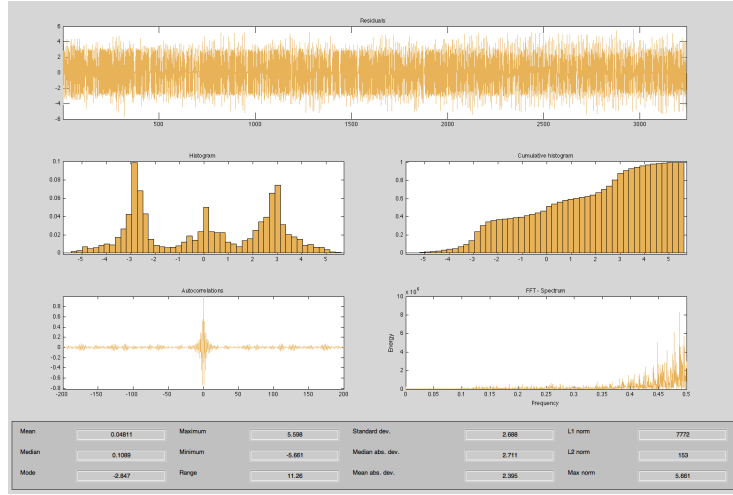 Residuals
6
4
2
0
-2
-4
-6
500 1000 1500 2000 2500 3000
Histogram
0.1
0.08
0.06
0.04
0.02
0
-5 -4 -3 -2 -1 0 1 2 3 4 5
Cumulative histogram
1
0.8
0.6
0.4
0.2
0
-5 -4 -3 -2 -1 0 1 2 3 4 5
Autocorrelations
0.8
0.6
0.4
0.2
0
-0.2
-0.4
-0.6
-0.8
-200 -150 -100 -50 0 50 100 150 200
FFT - Spectrum
Energy
10
8
6
4
2
0
0 0.05 0.1 0.15 0.2 0.25 0.3 0.35 0.4 0.45 0.5
Frequency
Mean 0.04811 Maximum 5.598 Standard dev. 2.688 L1 norm 7772
Median 0.1089 Minimum -5.661 Median abs. dev. 2.711 L2 norm 153
Mode -2.847 Range 11.26 Mean abs. dev. 2.395 Max norm 5.661